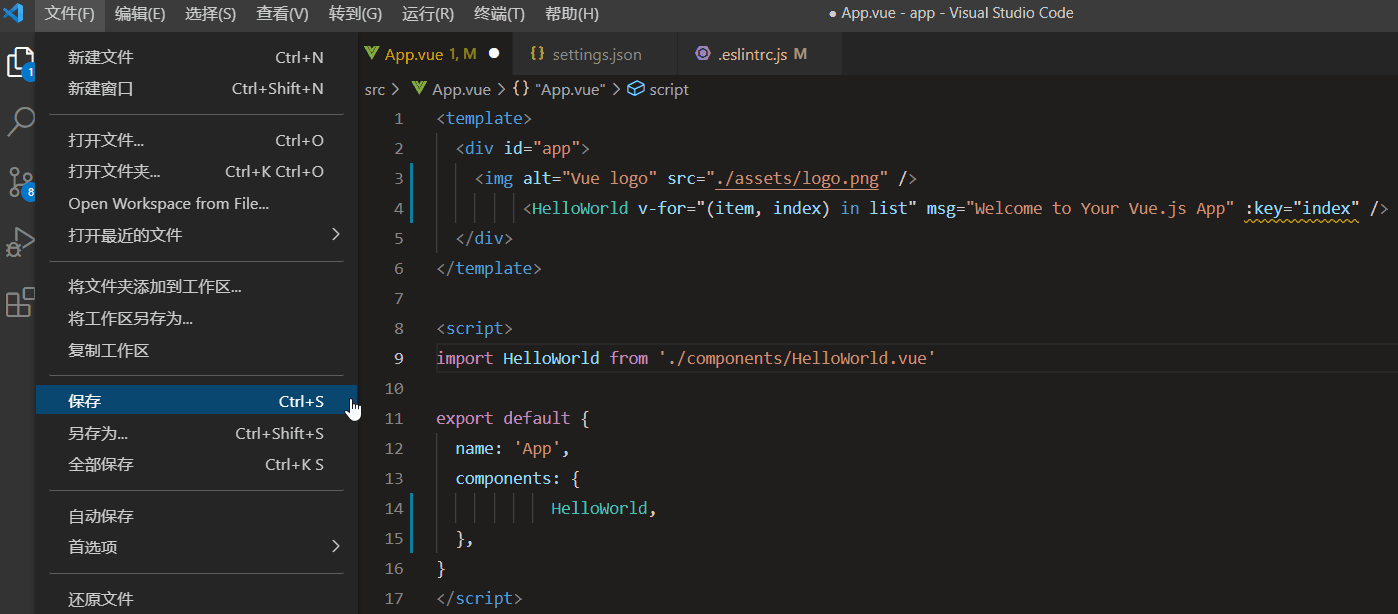 文件(F) 编辑(E) 选择(S) 查看(V) 转到(G) 运行(R) 终端(T) 帮助(H) ● App.vue - app - Visual Studio Code
新建文件 Ctrl+N
新建窗口 Ctrl+Shift+N
打开文件... Ctrl+O
打开文件夹... Ctrl+K Ctrl+O
Open Workspace from File...
打开最近的文件
将文件夹添加到工作区...
将工作区另存为...
复制工作区
保存 Ctrl+S
另存为... Ctrl+Shift+S
全部保存 Ctrl+K S
自动保存
首选项
还原文件
1
8
App.vue 1, M ● {} settings.json .eslintrc.js M
src > App.vue > {} "App.vue" > script
1 <template>
2 <div id="app">
3 <img alt="Vue logo" src="./assets/logo.png" />
4 <HelloWorld v-for="(item, index) in list" msg="Welcome to Your Vue.js App" :key="index" />
5 </div>
6 </template>
7
8 <script>
9 import HelloWorld from './components/HelloWorld.vue'
10
11 export default {
12 name: 'App',
13 components: {
14 HelloWorld,
15 },
16 }
17 </script>